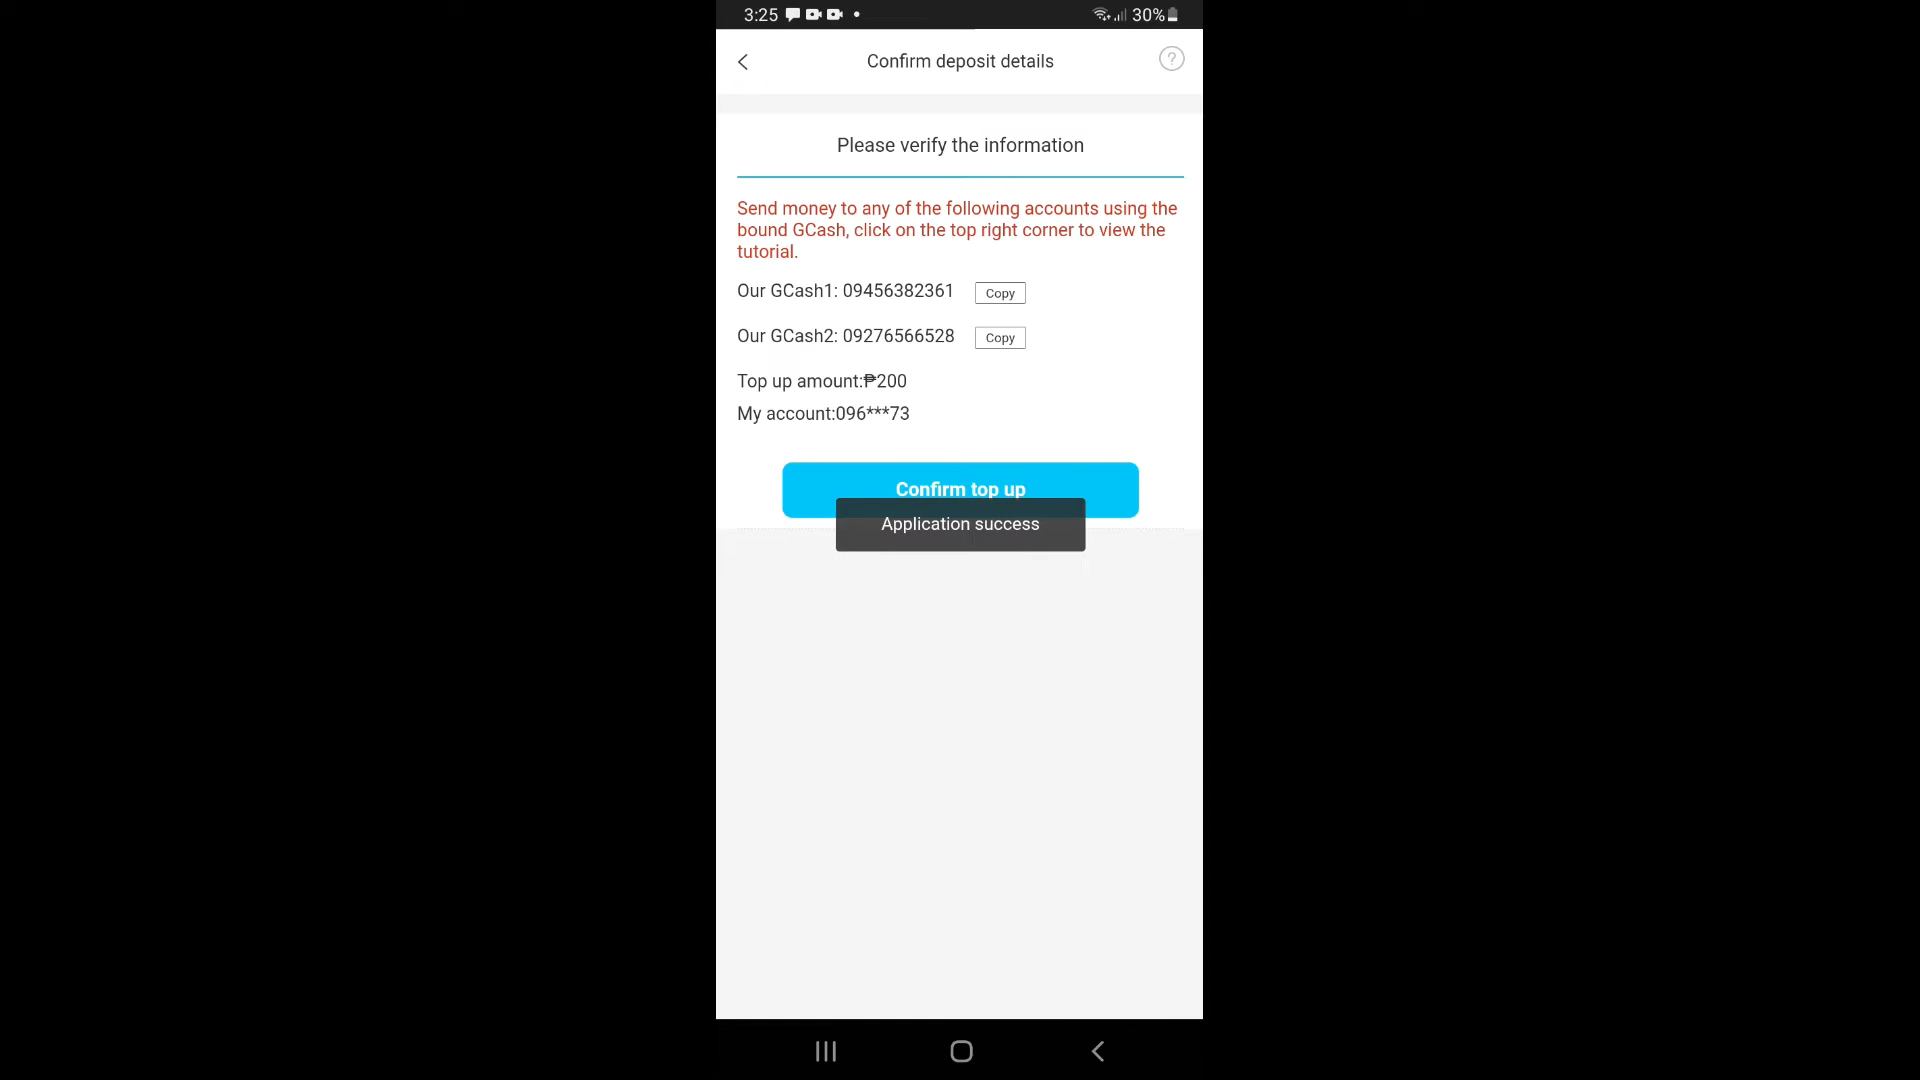 3:25
30%
Confirm deposit details
?
Please verify the information
Send money to any of the following accounts using the
bound GCash, click on the top right corner to view the
tutorial.
Our GCash1: 09456382361 Copy
Our GCash2: 09276566528 Copy
Top up amount:₱200
My account:096***73
Confirm top up
Application success